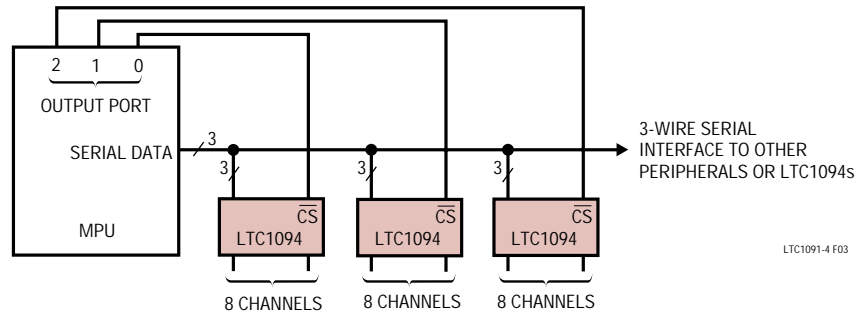 2 1 0
OUTPUT PORT
SERIAL DATA
3
MPU
3
3
3
CS
LTC1094
CS
LTC1094
CS
LTC1094
8 CHANNELS
8 CHANNELS
8 CHANNELS
3-WIRE SERIAL
INTERFACE TO OTHER
PERIPHERALS OR LTC1094s
LTC1091-4 F03